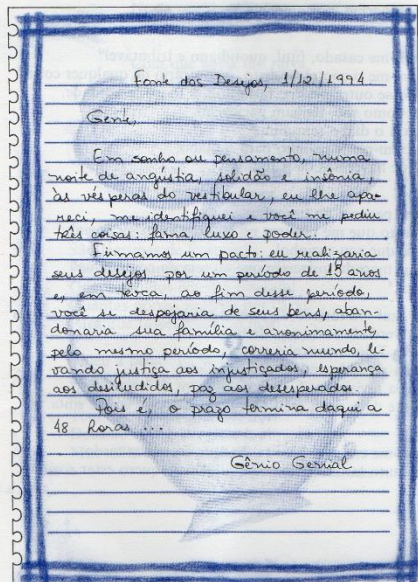 Fonte dos Desejos, 1/12/1994
Gente,
Em sonho ou pensamento, numa
noite de angústia, solidão e insônia,
às vésperas do vestibular, eu lhe apa-
reci, me identifiquei e você me pediu
três coisas: fama, luxo e poder.
Firmamos um pacto: eu realizaria
seus desejos por um período de 18 anos
e, em troca, ao fim desse período,
você se despojaria de seus bens, aban-
donaria sua família e anonimamente,
pelo mesmo período, correria mundo, le-
vando justiça aos injustiçados, esperança
aos desiludidos, paz aos desesperados.
Pois é, o prazo termina daqui a
48 horas ...
Gênio Genial